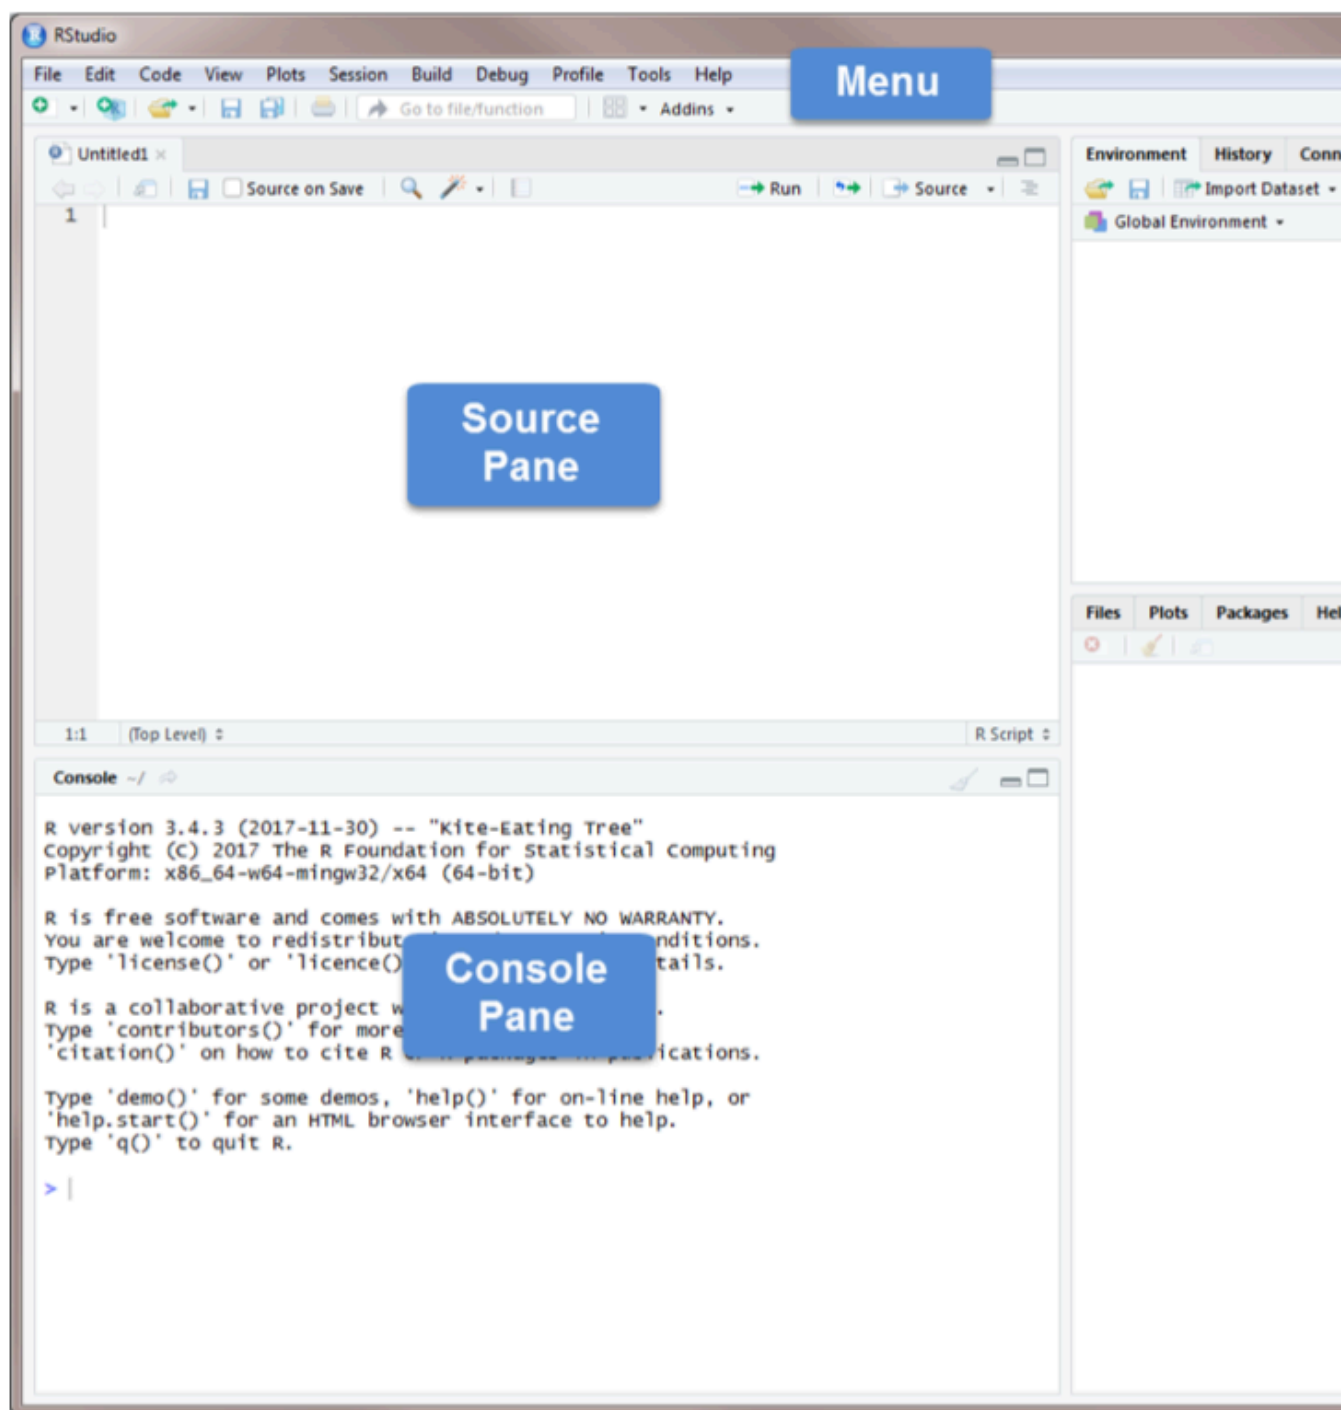 RStudio
File Edit Code View Plots Session Build Debug Profile Tools Help
Menu
Go to file/function Addins
Untitled1
Source on Save Run Source
1
Source
Pane
1:1 (Top Level) R Script
Environment History
Import Dataset
Global Environment
Files Plots Packages
Console ~/
R version 3.4.3 (2017-11-30) -- "Kite-Eating Tree"
Copyright (C) 2017 The R Foundation for Statistical Computing
Platform: x86_64-w64-mingw32/x64 (64-bit)
R is free software and comes with ABSOLUTELY NO WARRANTY.
You are welcome to redistribut nditions.
Type 'license()' or 'licence() tails.
Console
Pane
R is a collaborative project w .
Type 'contributors()' for more
'citation()' on how to cite R ications.
Type 'demo()' for some demos, 'help()' for on-line help, or
'help.start()' for an HTML browser interface to help.
Type 'q()' to quit R.
>